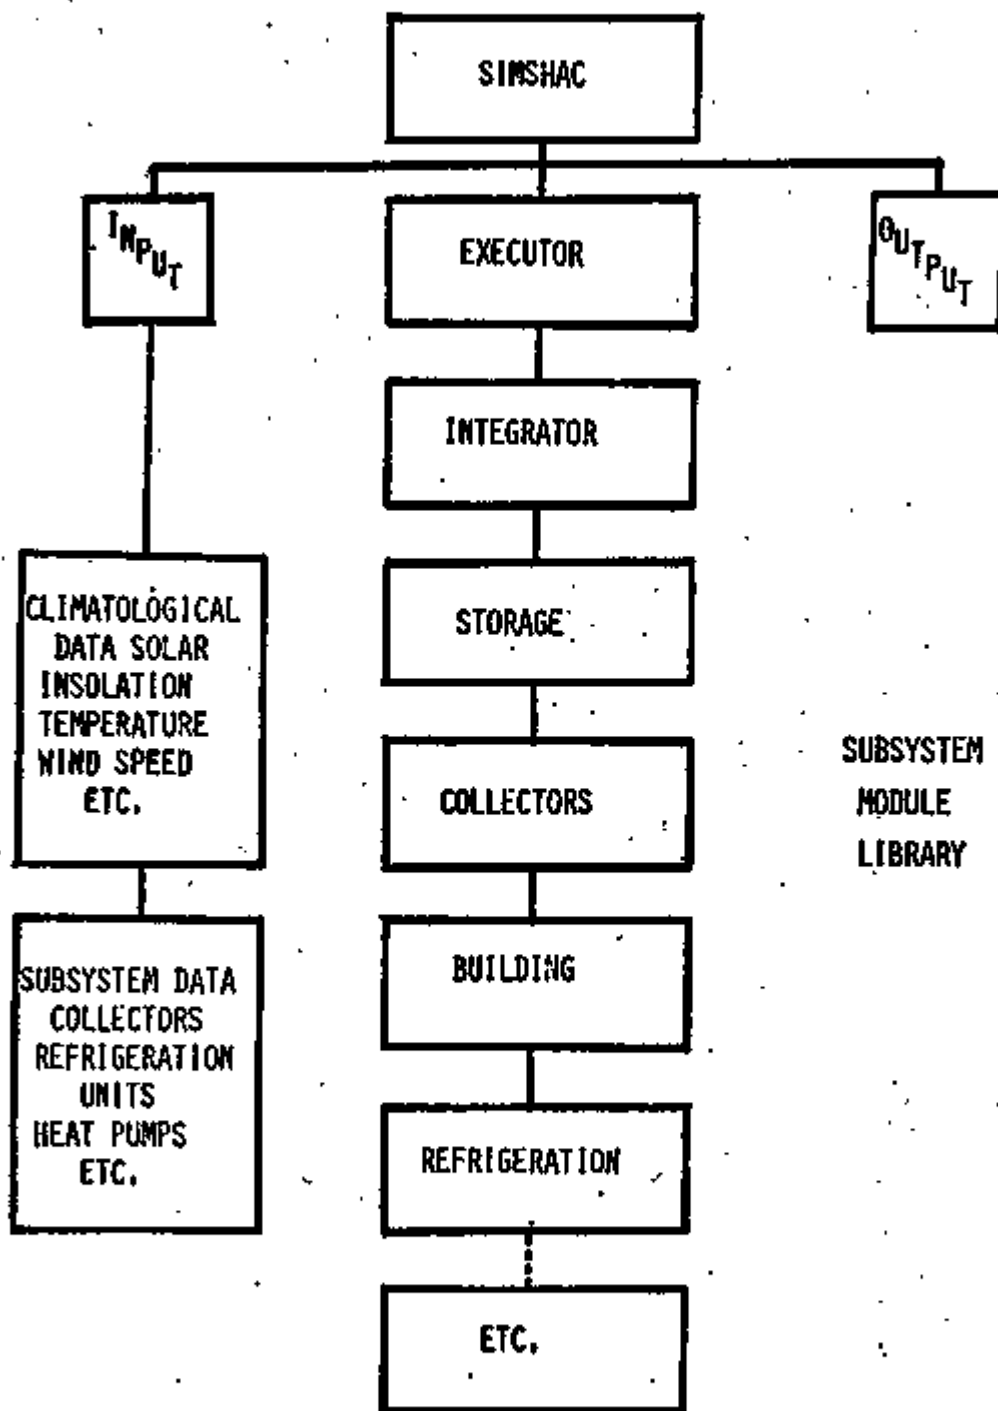 SIMSHAC
INPUT
EXECUTOR
OUTPUT
INTEGRATOR
STORAGE
CLIMATOLOGICAL
DATA SOLAR
INSOLATION
TEMPERATURE
WIND SPEED
ETC.
COLLECTORS
SUBSYSTEM
MODULE
LIBRARY
BUILDING
SUBSYSTEM DATA
COLLECTORS
REFRIGERATION
UNITS
HEAT PUMPS
ETC.
REFRIGERATION
ETC.